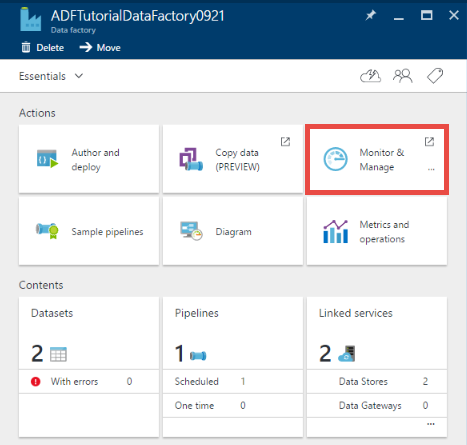 ADFTutorialDataFactory0921
Data factory
Delete Move
Essentials
Actions
Author and
deploy
Copy data
(PREVIEW)
Monitor &
Manage
...
Sample pipelines
Diagram
Metrics and
operations
Contents
Datasets
2
With errors 0
Pipelines
1
Scheduled 1
One time 0
Linked services
2
Data Stores 2
Data Gateways 0
...